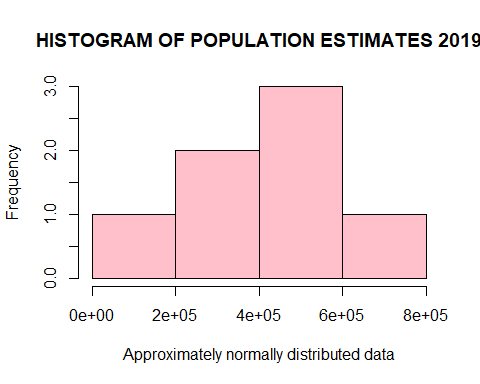 HISTOGRAM OF POPULATION ESTIMATES 2019
3.0
2.0
1.0
0.0
Frequency
0e+00 2e+05 4e+05 6e+05 8e+05
Approximately normally distributed data